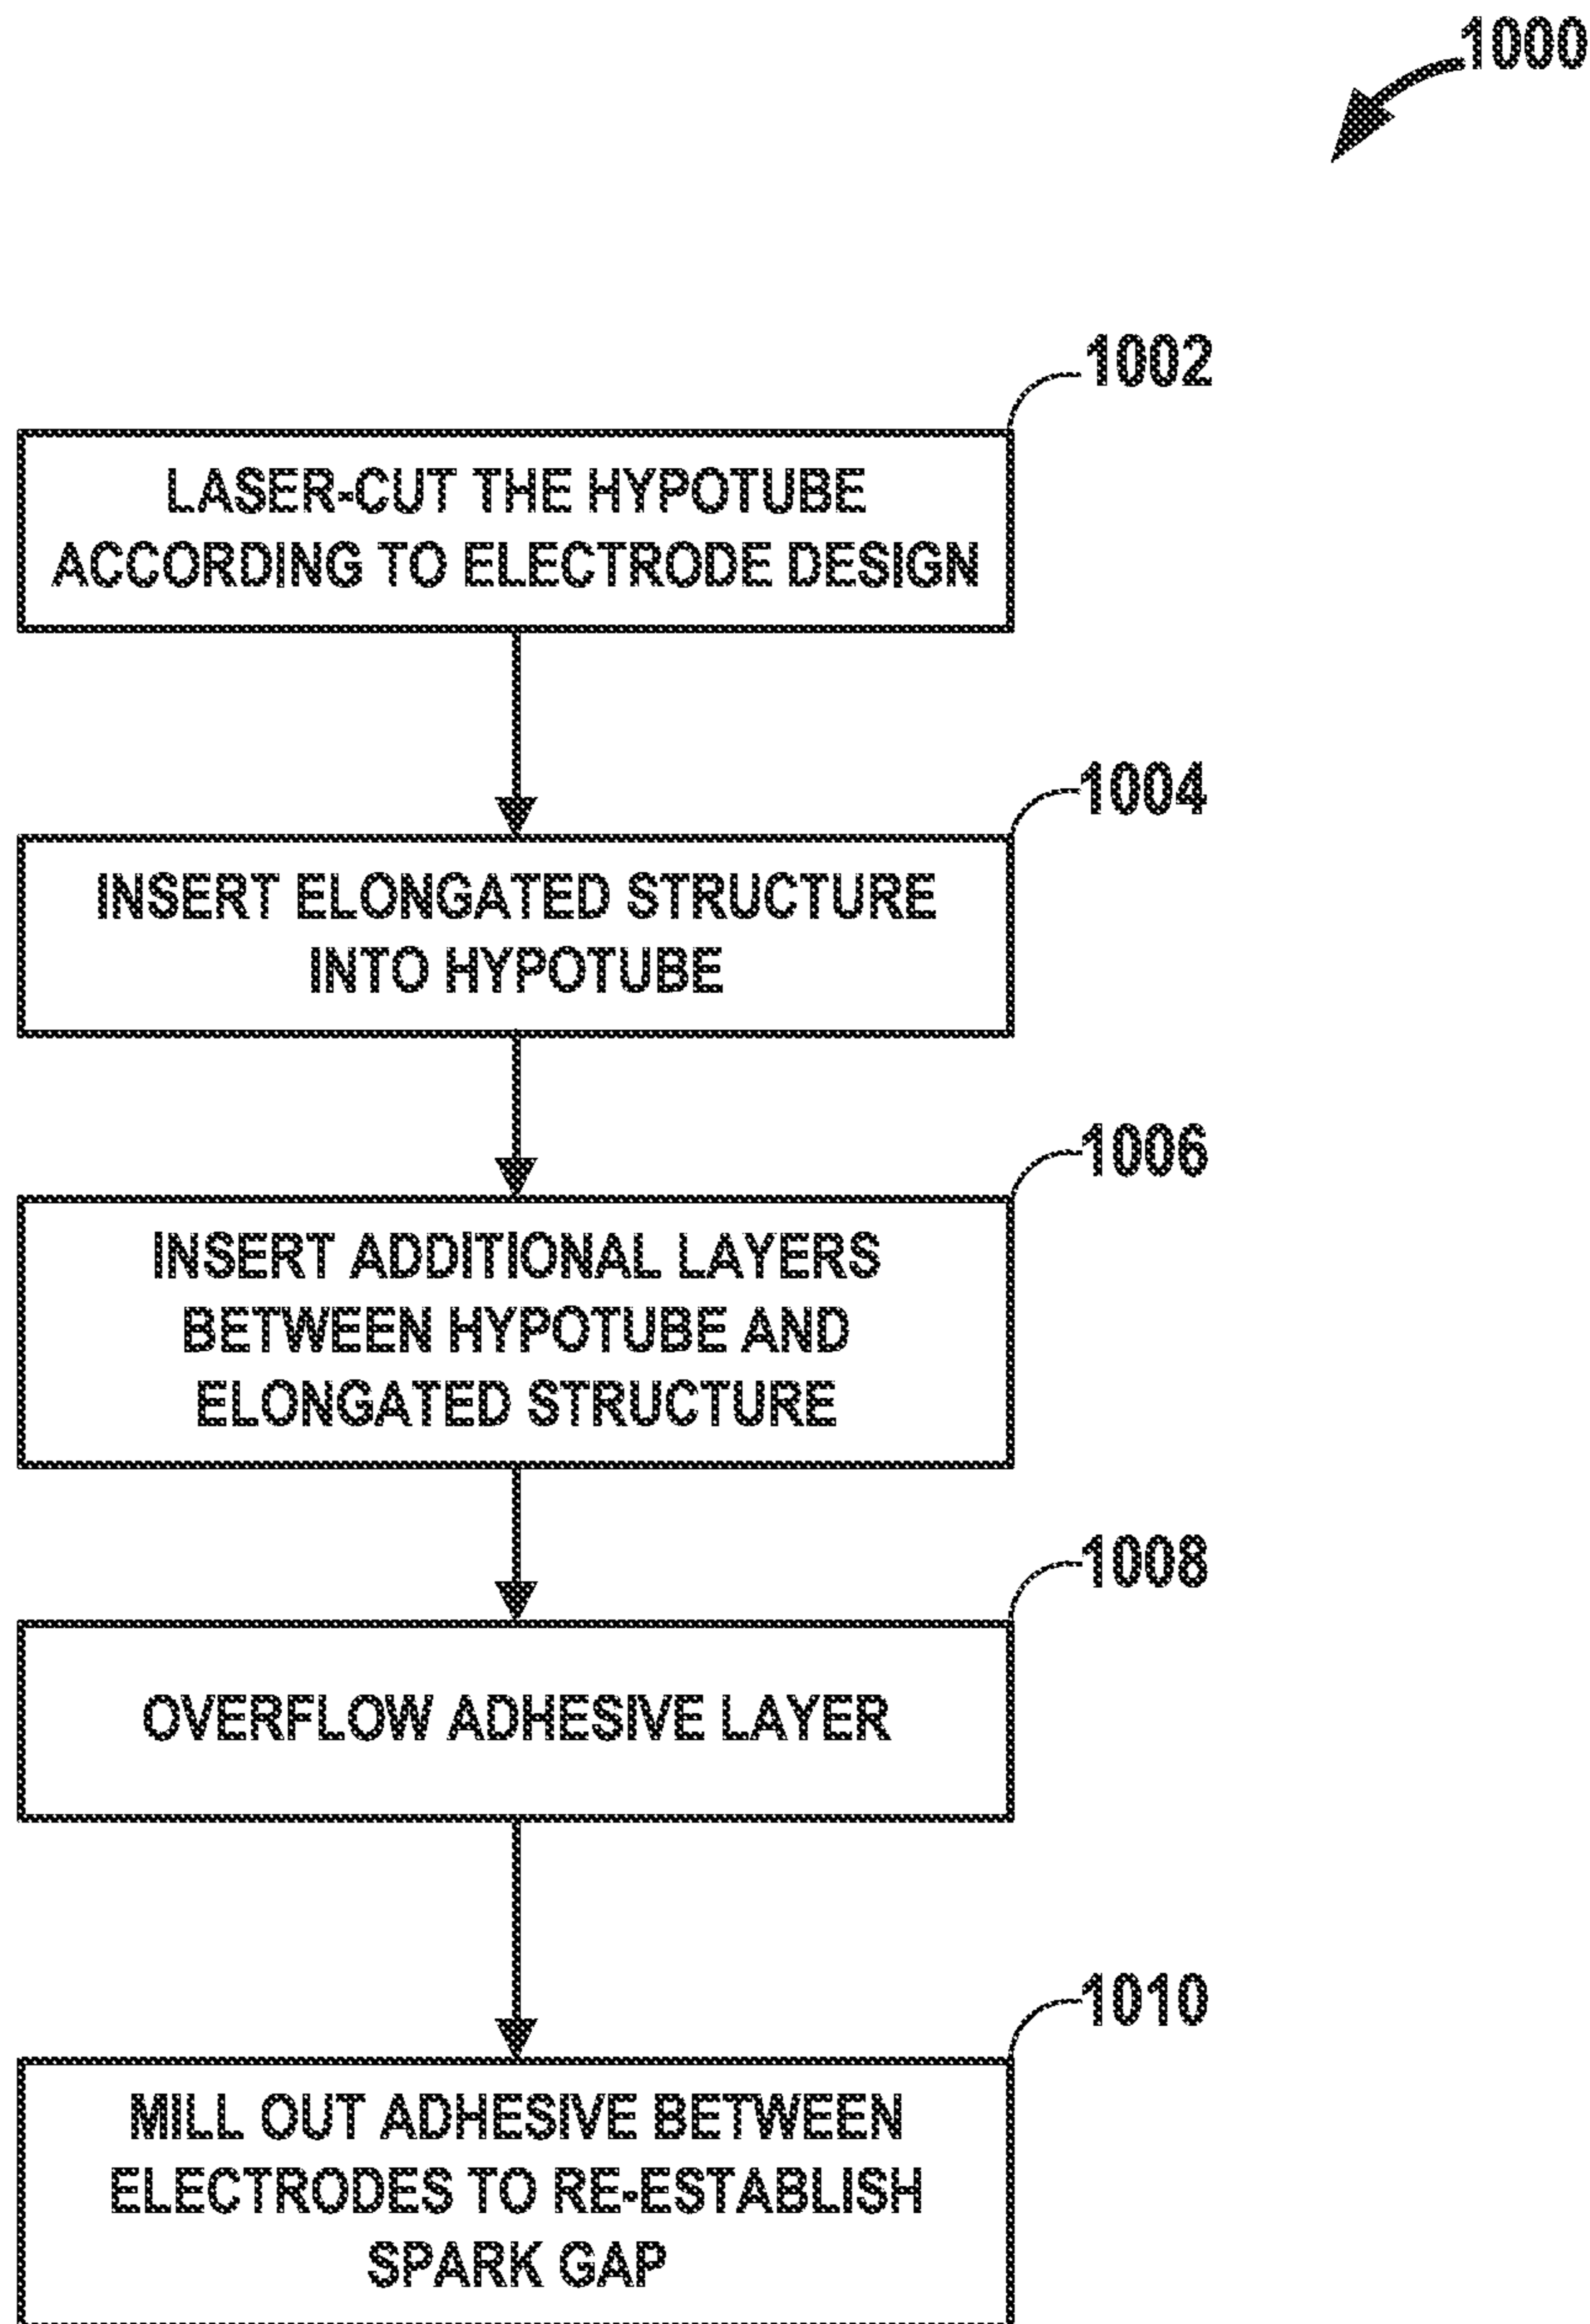 1000
1002
LASER-CUT THE HYPOTUBE
ACCORDING TO ELECTRODE DESIGN
1004
INSERT ELONGATED STRUCTURE
INTO HYPOTUBE
1006
INSERT ADDITIONAL LAYERS
BETWEEN HYPOTUBE AND
ELONGATED STRUCTURE
1008
OVERFLOW ADHESIVE LAYER
1010
MILL OUT ADHESIVE BETWEEN
ELECTRODES TO RE-ESTABLISH
SPARK GAP